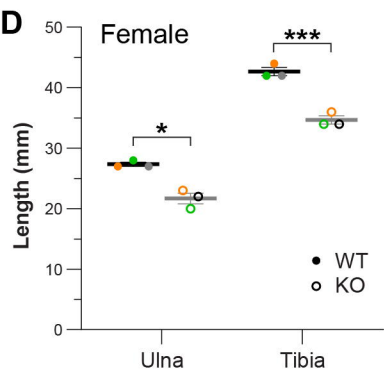 D
Female
50
40
30
20
10
0
Length (mm)
*
***
WT
KO
Ulna
Tibia